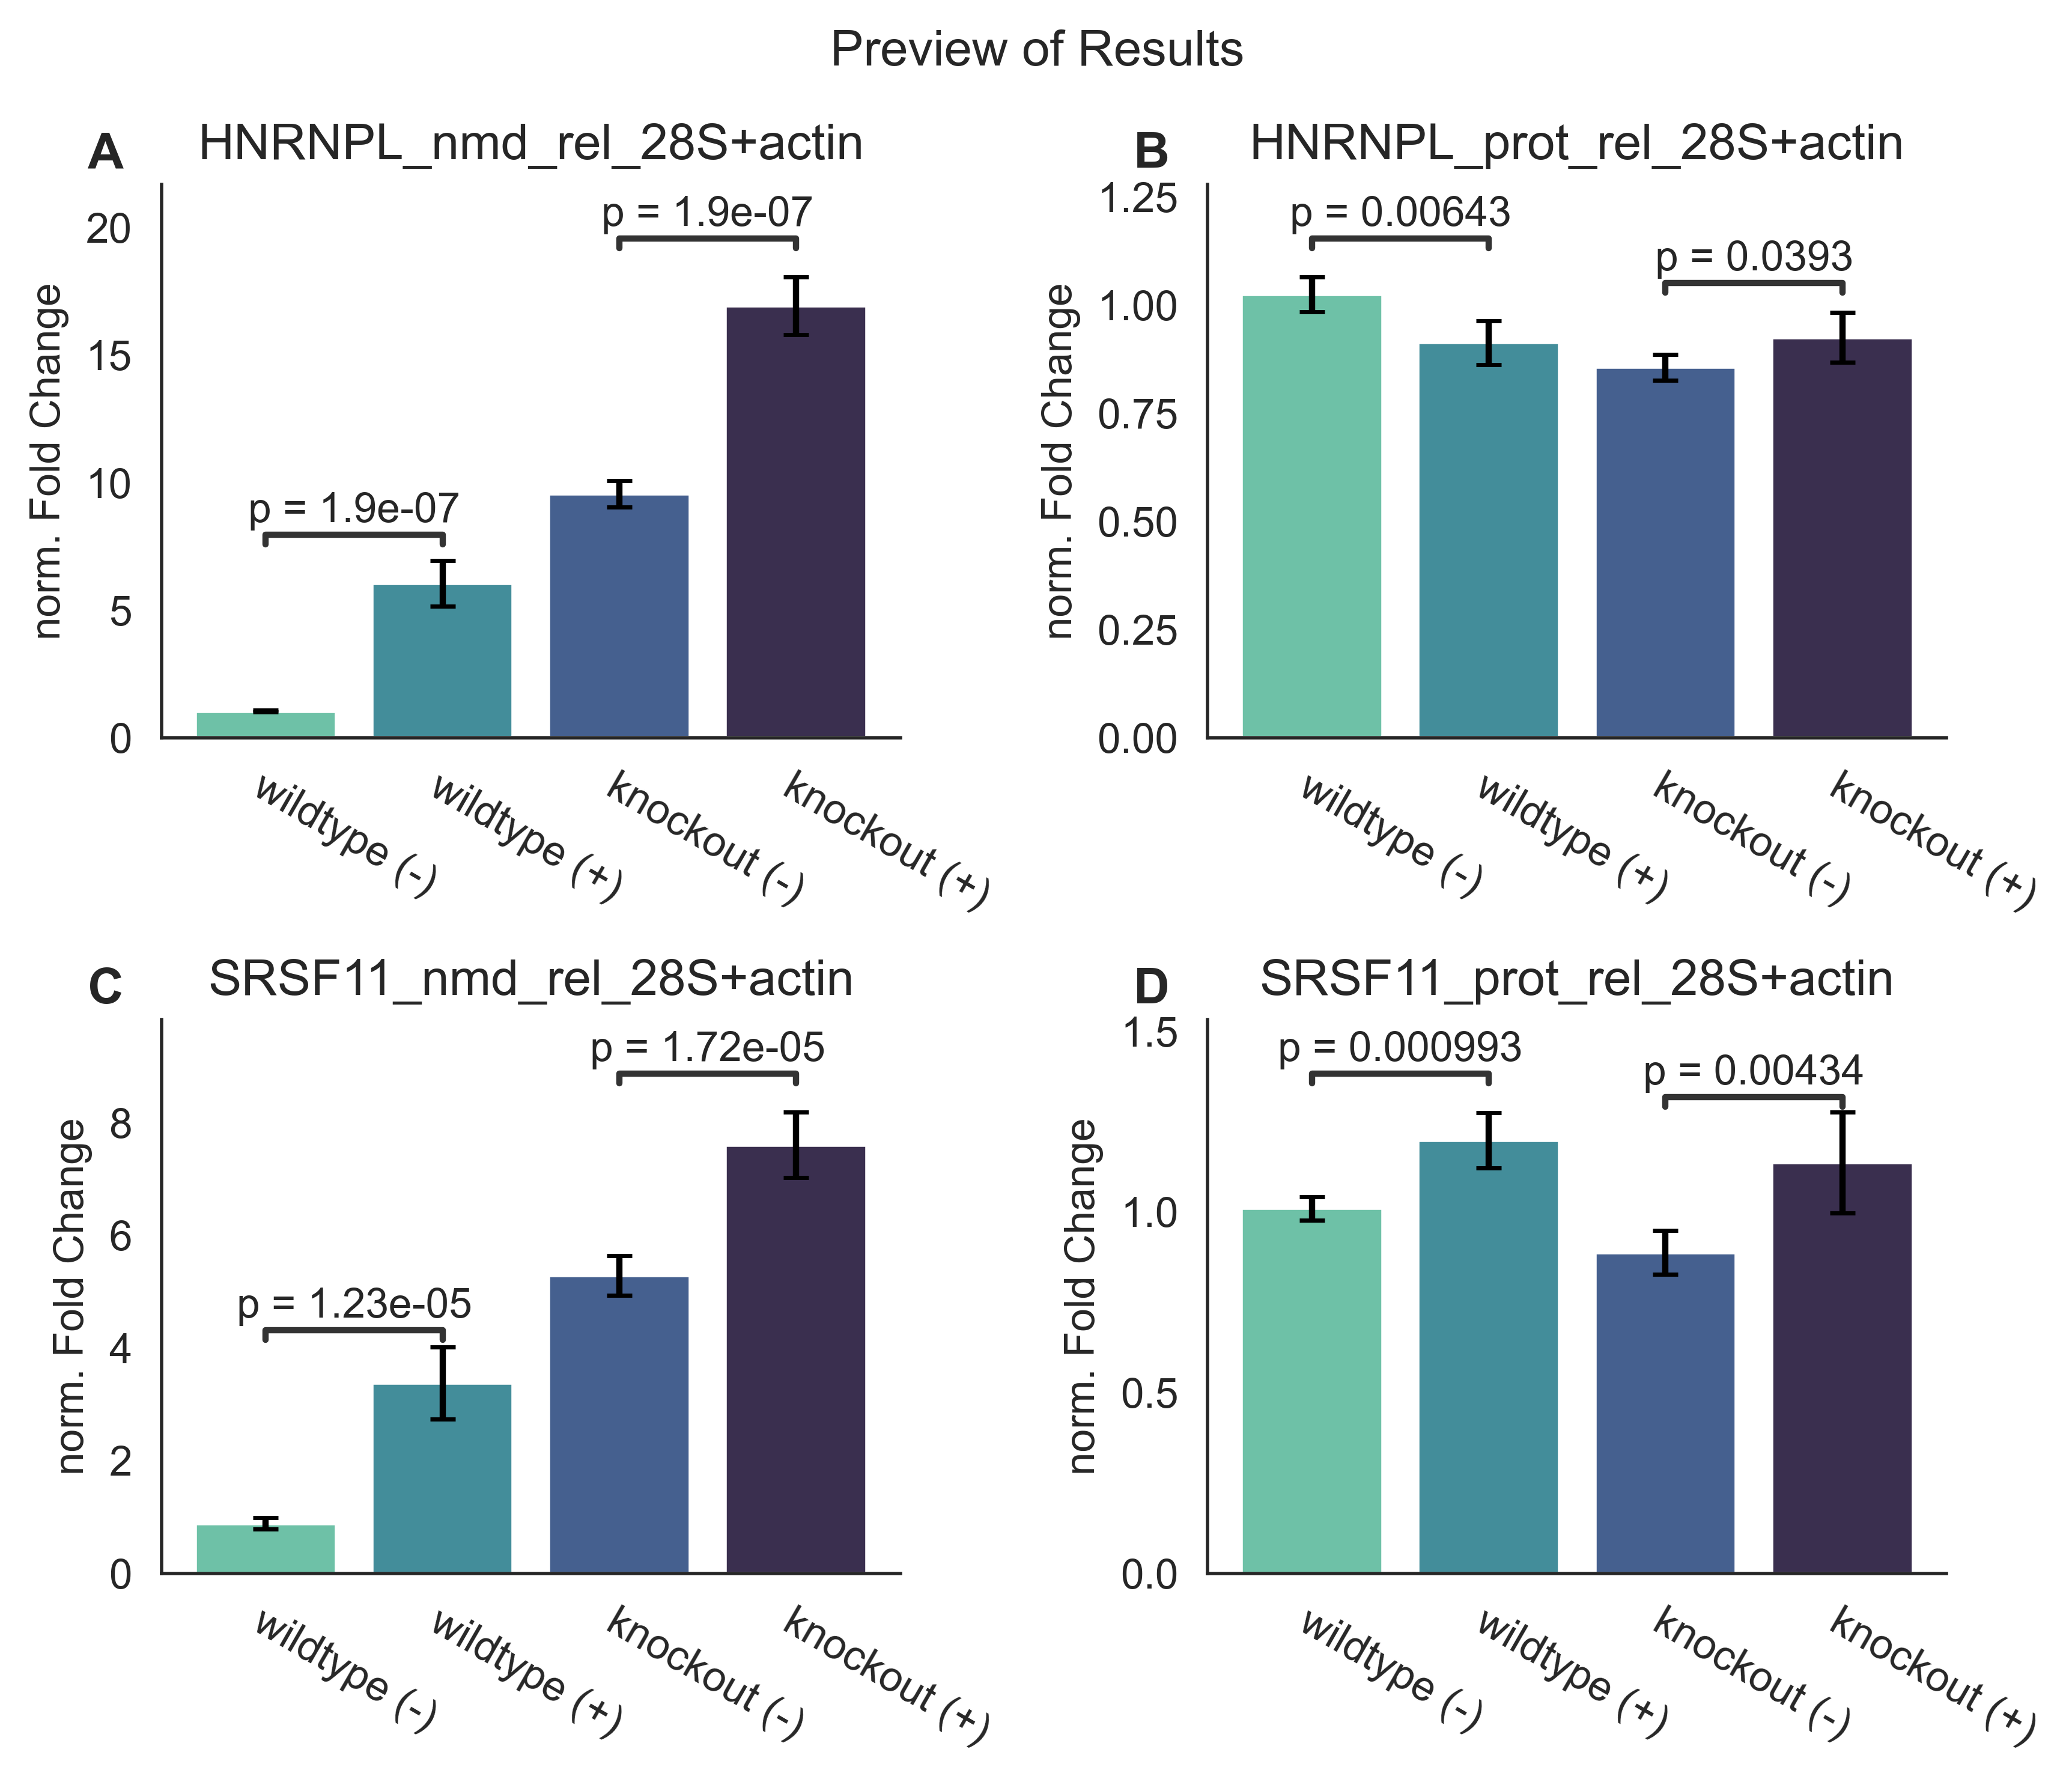 Preview of Results
A
HNRNPL_nmd_rel_28S+actin
norm. Fold Change
20
15
10
5
0
p = 1.9e-07
p = 1.9e-07
wildtype (-)
wildtype (+)
knockout (-)
knockout (+)
B
HNRNPL_prot_rel_28S+actin
norm. Fold Change
1.25
1.00
0.75
0.50
0.25
0.00
p = 0.00643
p = 0.0393
wildtype (-)
wildtype (+)
knockout (-)
knockout (+)
C
SRSF11_nmd_rel_28S+actin
norm. Fold Change
8
6
4
2
0
p = 1.23e-05
p = 1.72e-05
wildtype (-)
wildtype (+)
knockout (-)
knockout (+)
D
SRSF11_prot_rel_28S+actin
norm. Fold Change
1.5
1.0
0.5
0.0
p = 0.000993
p = 0.00434
wildtype (-)
wildtype (+)
knockout (-)
knockout (+)